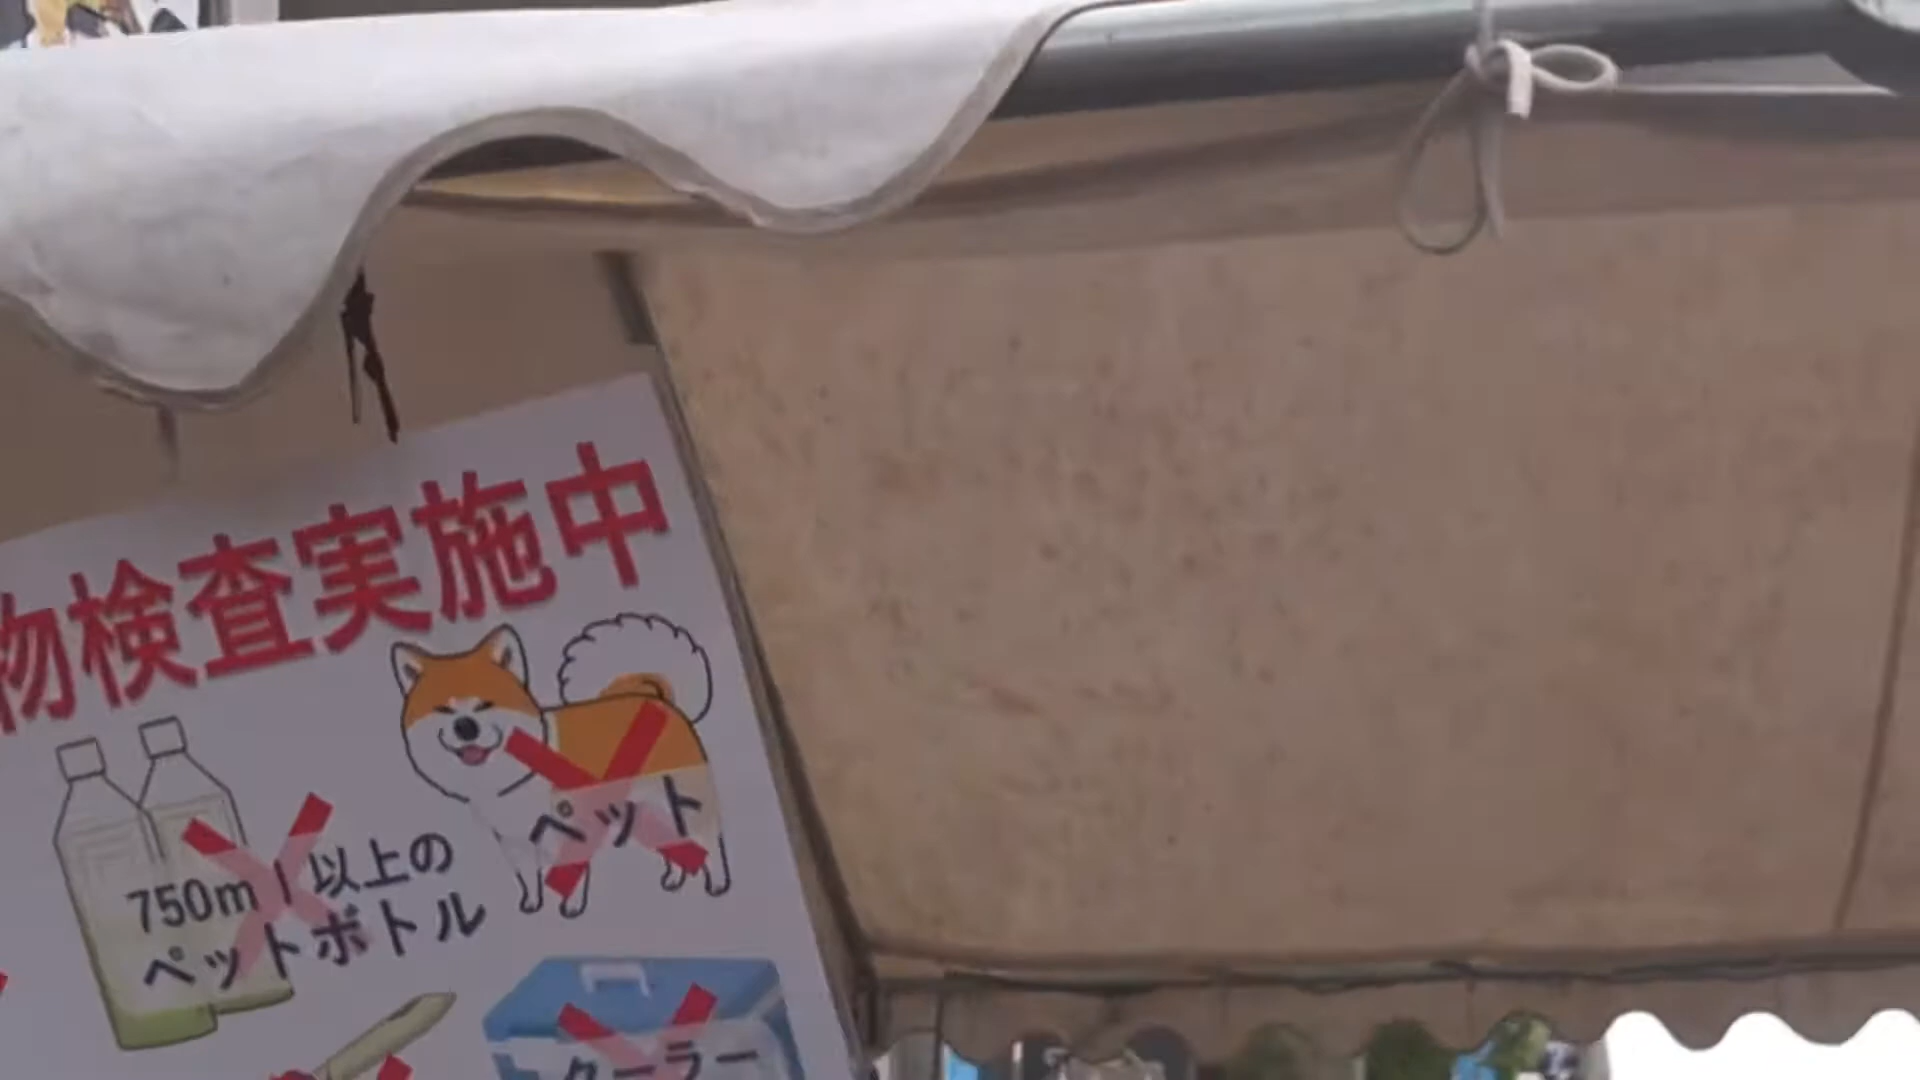 物検査実施中
ペット
750ml以上の
ペットボトル
クーラー